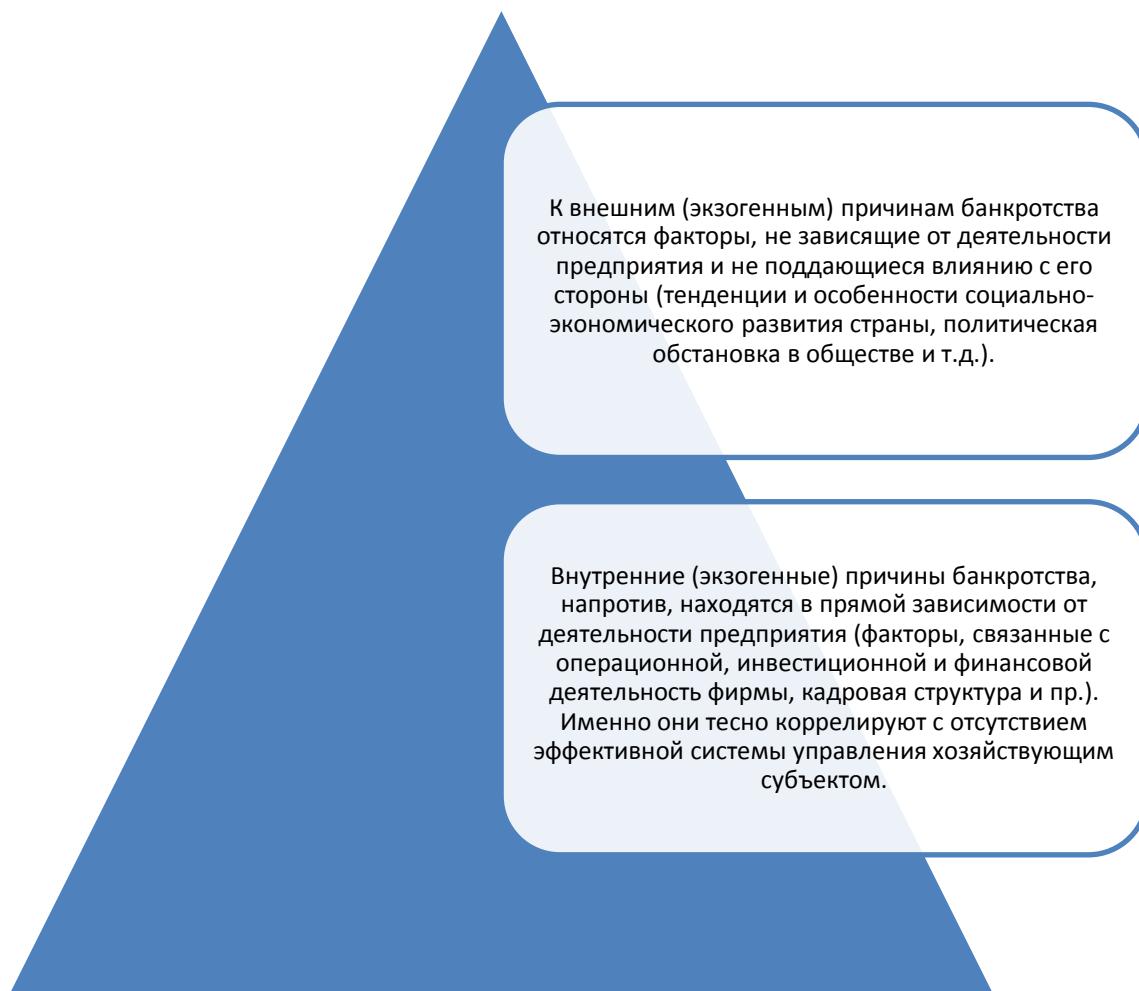 К внешним (экзогенным) причинам банкротства
относятся факторы, не зависящие от деятельности
предприятия и не поддающиеся влиянию с его
стороны (тенденции и особенности социально-
экономического развития страны, политическая
обстановка в обществе и т.д.).
Внутренние (экзогенные) причины банкротства,
напротив, находятся в прямой зависимости от
деятельности предприятия (факторы, связанные с
операционной, инвестиционной и финансовой
деятельность фирмы, кадровая структура и пр.).
Именно они тесно коррелируют с отсутствием
эффективной системы управления хозяйствующим
субъектом.